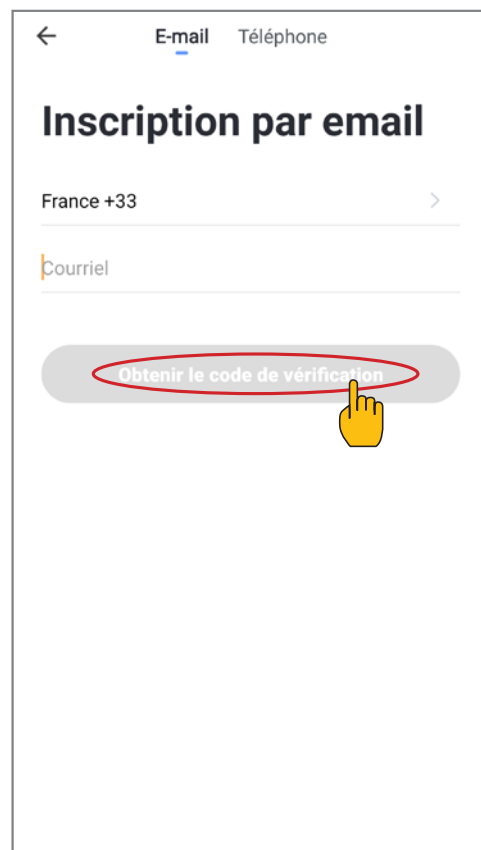 E-mail Téléphone
Inscription par email
France +33
Courriel
Obtenir le code de vérification